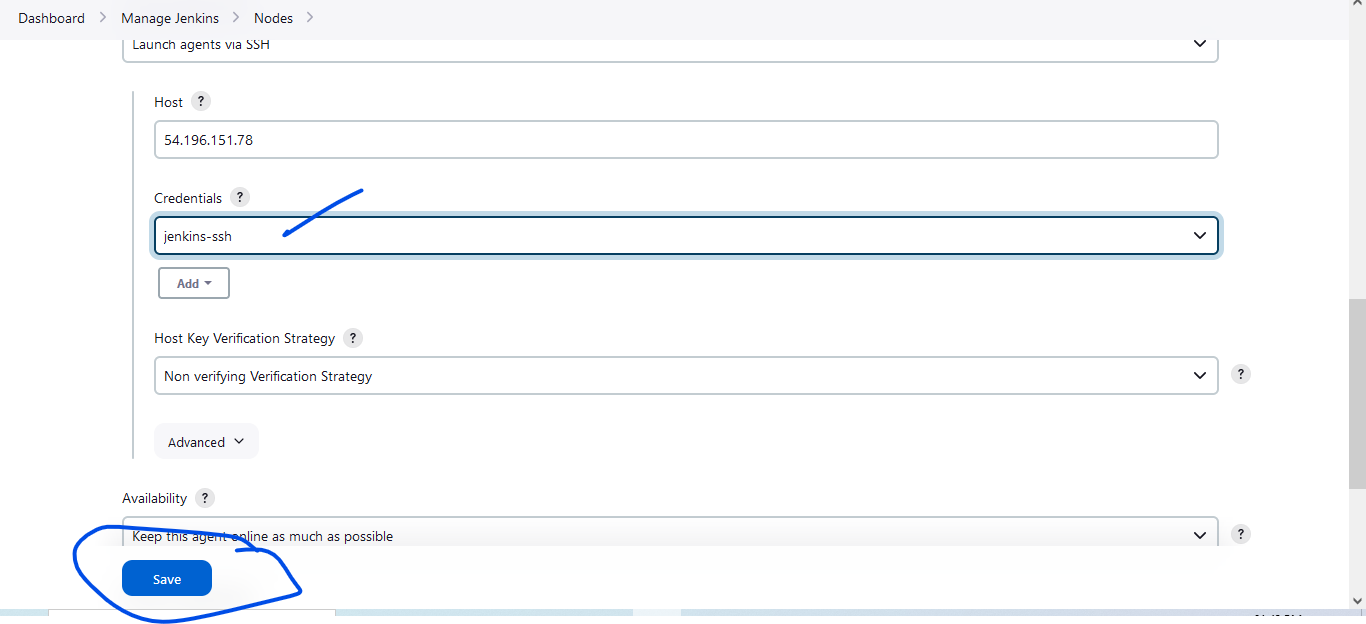 Dashboard > Manage Jenkins > Nodes >
Launch agents via SSH
Host ?
54.196.151.78
Credentials ?
jenkins-ssh
Add
Host Key Verification Strategy ?
Non verifying Verification Strategy
?
Advanced
Availability ?
Keep this agent online as much as possible
?
Save